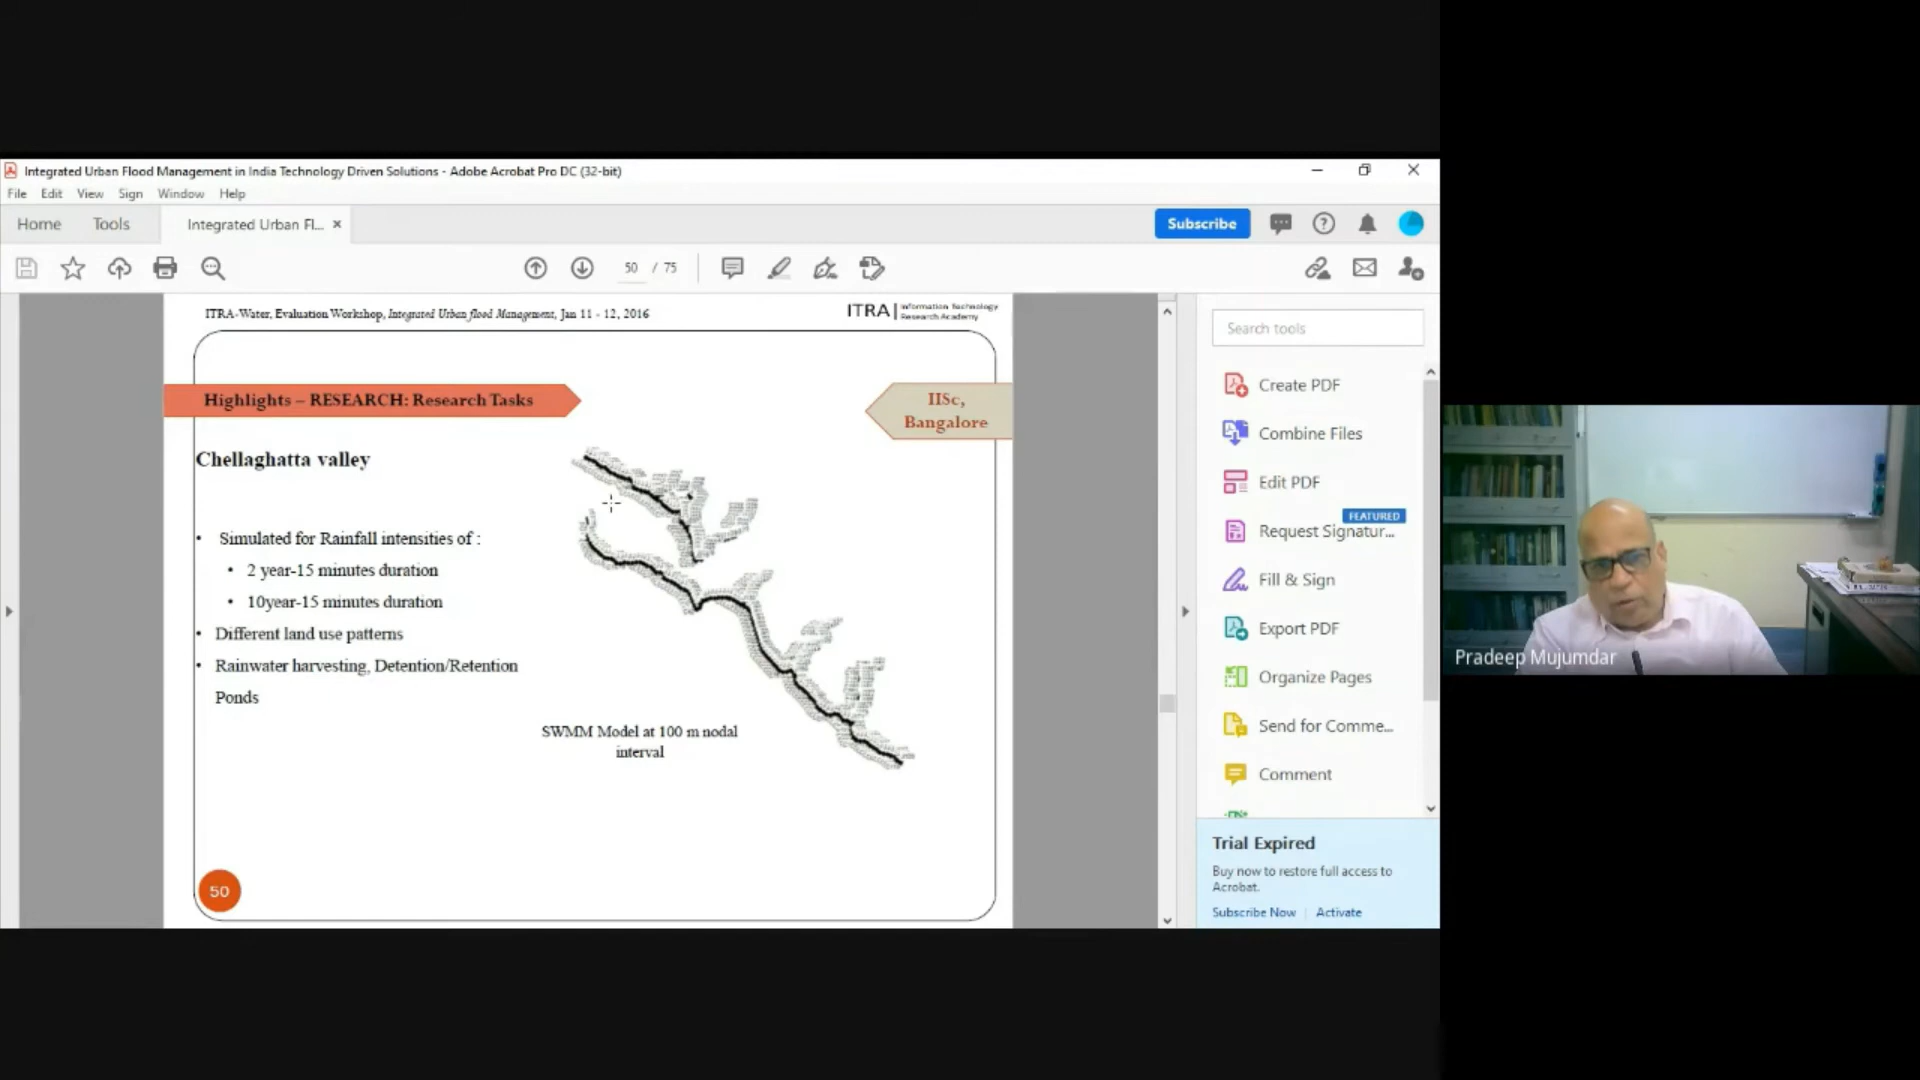 Integrated Urban Flood Management in India Technology Driven Solutions - Adobe Acrobat Pro DC (32-bit)
File Edit View Sign Window Help
Home Tools Integrated Urban Fl... ×
Subscribe
50 / 75
ITRA-Water, Evaluation Workshop, Integrated Urban flood Management, Jan 11 - 12, 2016
ITRA
Information Technology
Research Academy
Highlights – RESEARCH: Research Tasks
IISc,
Bangalore
Chellaghatta valley
• Simulated for Rainfall intensities of :
• 2 year-15 minutes duration
• 10year-15 minutes duration
• Different land use patterns
• Rainwater harvesting, Detention/Retention
Ponds
SWMM Model at 100 m nodal
interval
50
Search tools
Create PDF
Combine Files
Edit PDF
FEATURED
Request Signatur...
Fill & Sign
Export PDF
Organize Pages
Send for Comme...
Comment
Trial Expired
Buy now to restore full access to
Acrobat.
Subscribe Now | Activate
Pradeep Mujumdar